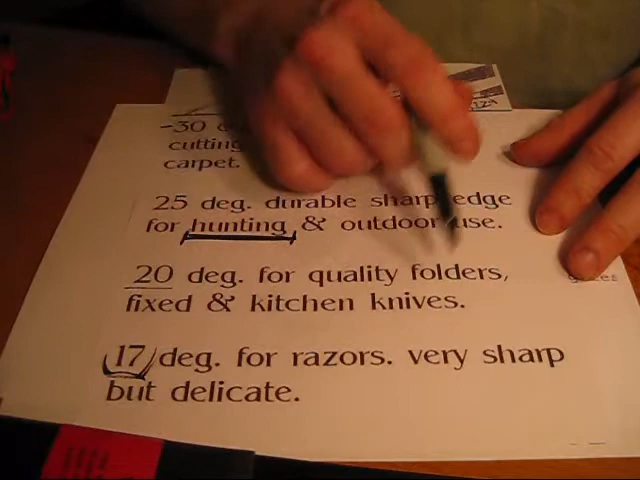 -30
cutting
carpet.
25 deg. durable sharp edge
for hunting & outdoor use.
20 deg. for quality folders,
fixed & kitchen knives.
17 deg. for razors. very sharp
but delicate.